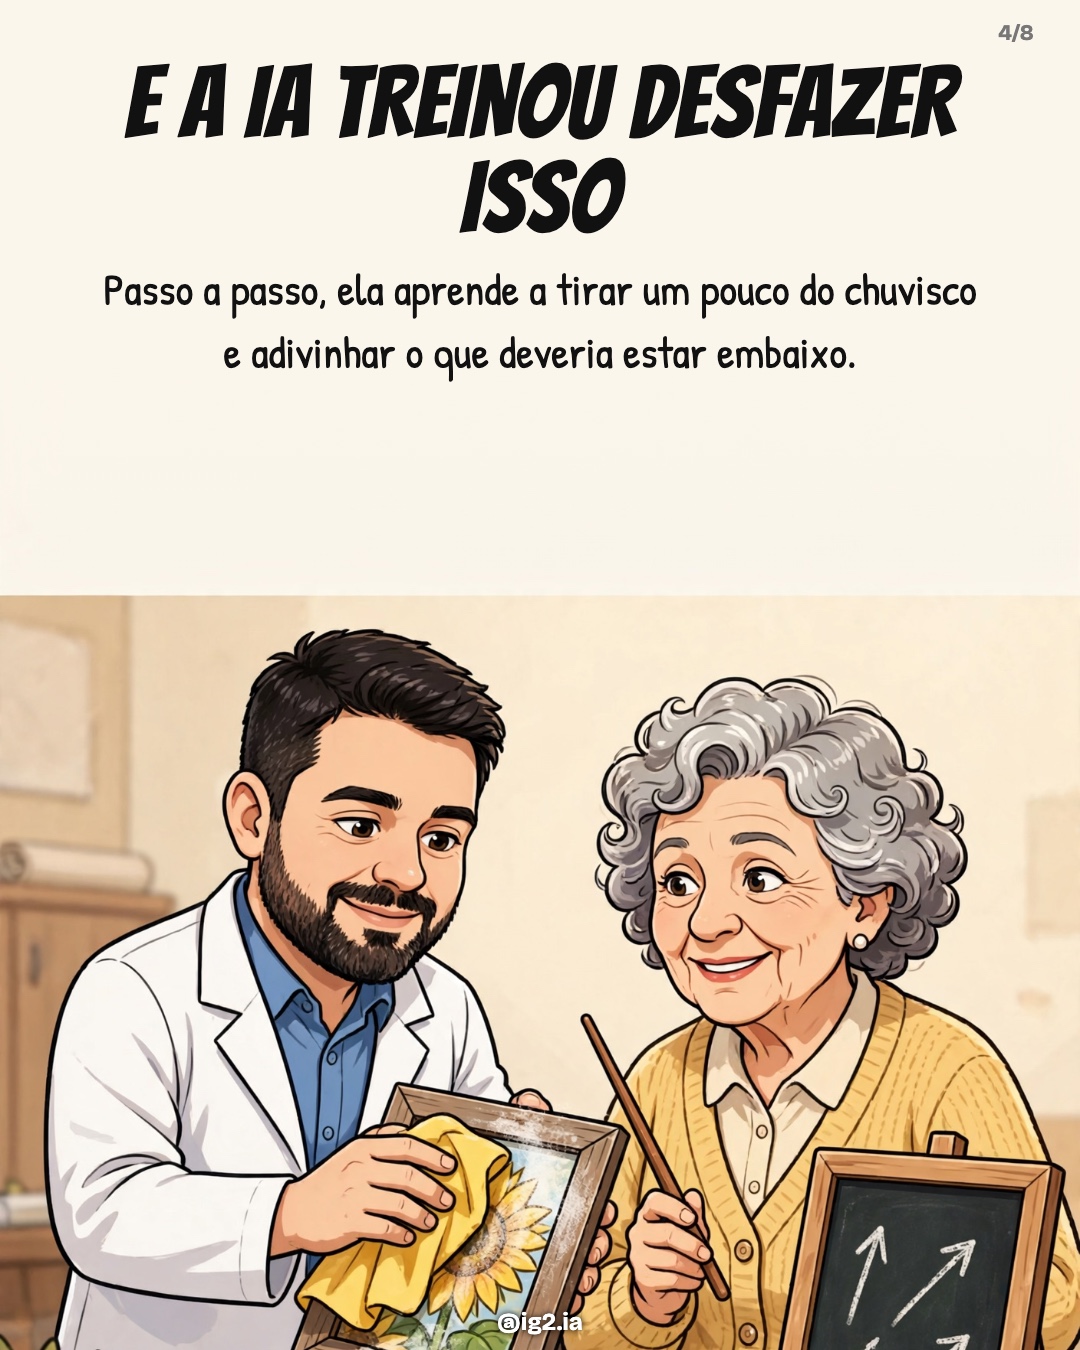 4/8
E A IA TREINOU DESFAZER
ISSO
Passo a passo, ela aprende a tirar um pouco do chuvisco
e adivinhar o que deveria estar embaixo.
@ig2.ia